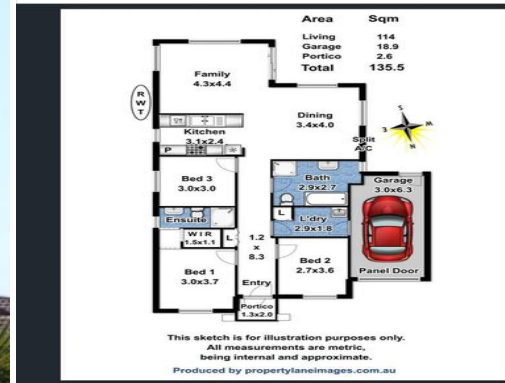 Area Sqm
Living 114
Garage 18.9
Portico 2.6
Total 135.5
Family
4.3x4.4
RWT
Dining
3.4x4.0
Kitchen
3.1x2.4
S
W
E
N
Split
A/C
P
Bed 3
3.0x3.0
Bath
2.9x2.7
Garage
3.0x6.3
Ensuite
L
L'dry
2.9x1.8
W I R
1.5x1.1
L
1.2
x
8.3
Bed 1
3.0x3.7
Bed 2
2.7x3.6
Panel Door
Entry
Portico
1.3x2.0
This sketch is for illustration purposes only.
All measurements are metric,
being internal and approximate.
Produced by propertylaneimages.com.au